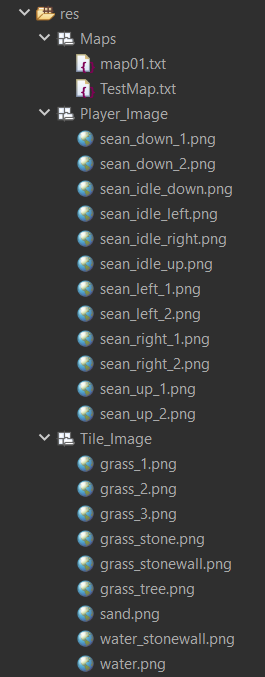 res
Maps
map01.txt
TestMap.txt
Player_Image
sean_down_1.png
sean_down_2.png
sean_idle_down.png
sean_idle_left.png
sean_idle_right.png
sean_idle_up.png
sean_left_1.png
sean_left_2.png
sean_right_1.png
sean_right_2.png
sean_up_1.png
sean_up_2.png
Tile_Image
grass_1.png
grass_2.png
grass_3.png
grass_stone.png
grass_stonewall.png
grass_tree.png
sand.png
water_stonewall.png
water.png